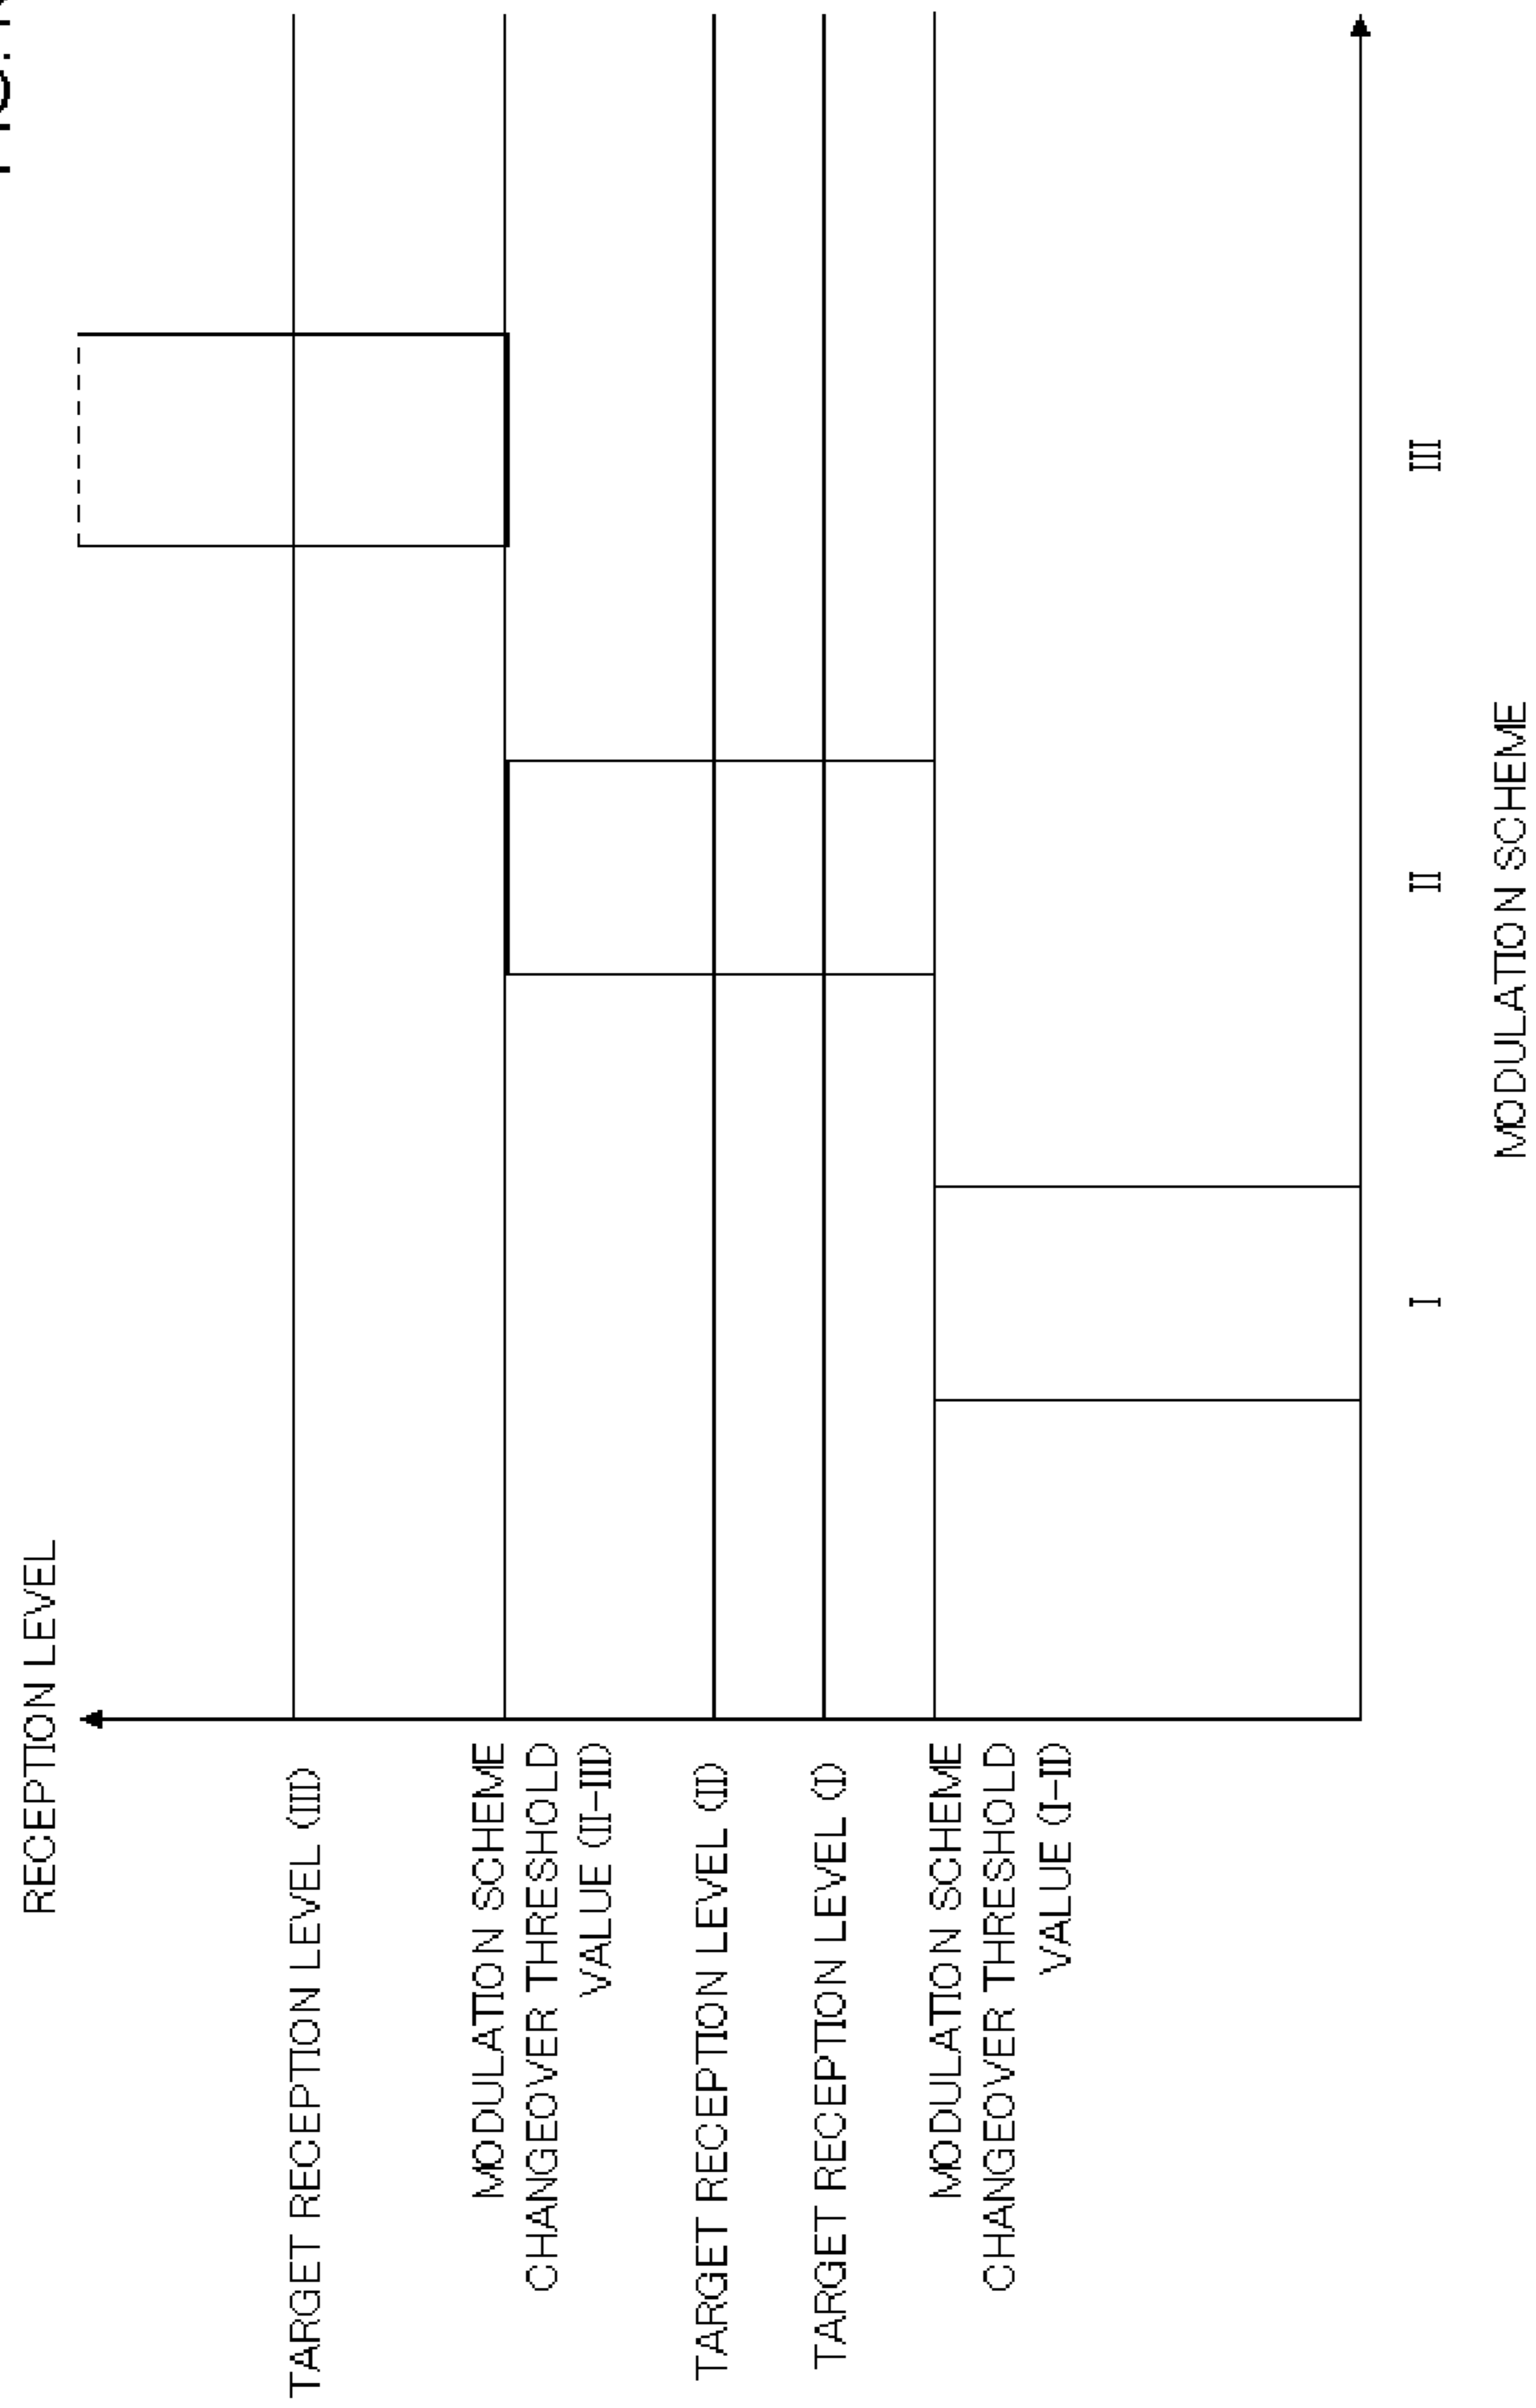 RECEPTION LEVEL
TARGET RECEPTION LEVEL (III)
MODULATION SCHEME
CHANGEOVER THRESHOLD
VALUE (II-III)
TARGET RECEPTION LEVEL (II)
TARGET RECEPTION LEVEL (I)
MODULATION SCHEME
CHANGEOVER THRESHOLD
VALUE (I-II)
I
II
III
MODULATION SCHEME